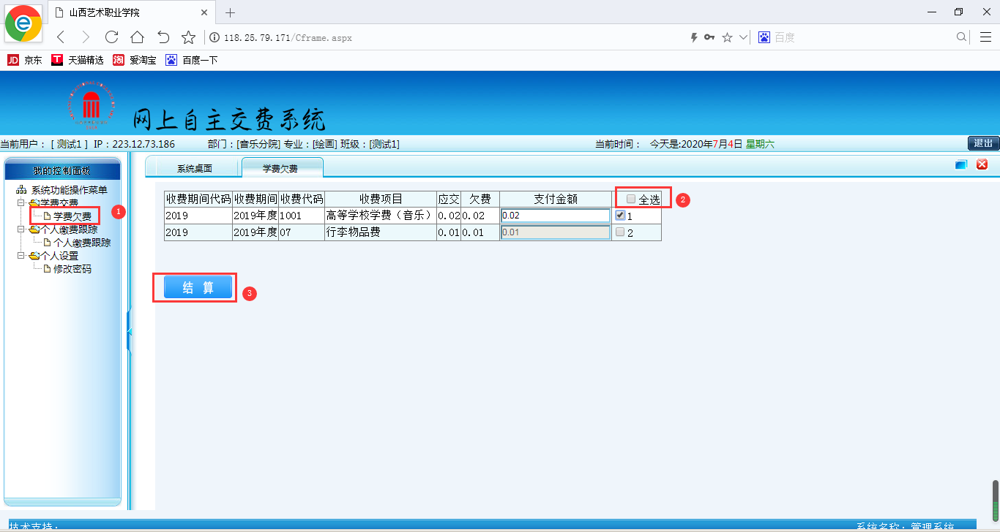 山西艺术职业学院
118.25.79.171/Cframe.aspx
百度
JD 京东 T 天猫精选 淘 爱淘宝 百度一下
网上自主交费系统
当前用户： [ 测试1 ] IP：223.12.73.186 部门：[音乐分院] 专业：[绘画] 班级：[测试1] 当前时间： 今天是:2020年7月4日 星期六 退出
我的控制面板
系统桌面 学费欠费
系统功能操作菜单
学费交费
学费欠费 1
个人缴费跟踪
个人缴费跟踪
个人设置
修改密码
收费期间代码 收费期间 收费代码 收费项目 应交 欠费 支付金额 全选 2
2019 2019年度 1001 高等学校学费（音乐） 0.02 0.02 0.02 1
2019 2019年度 07 行李物品费 0.01 0.01 0.01 2
结 算 3
技术支持： 系统名称：管理系统